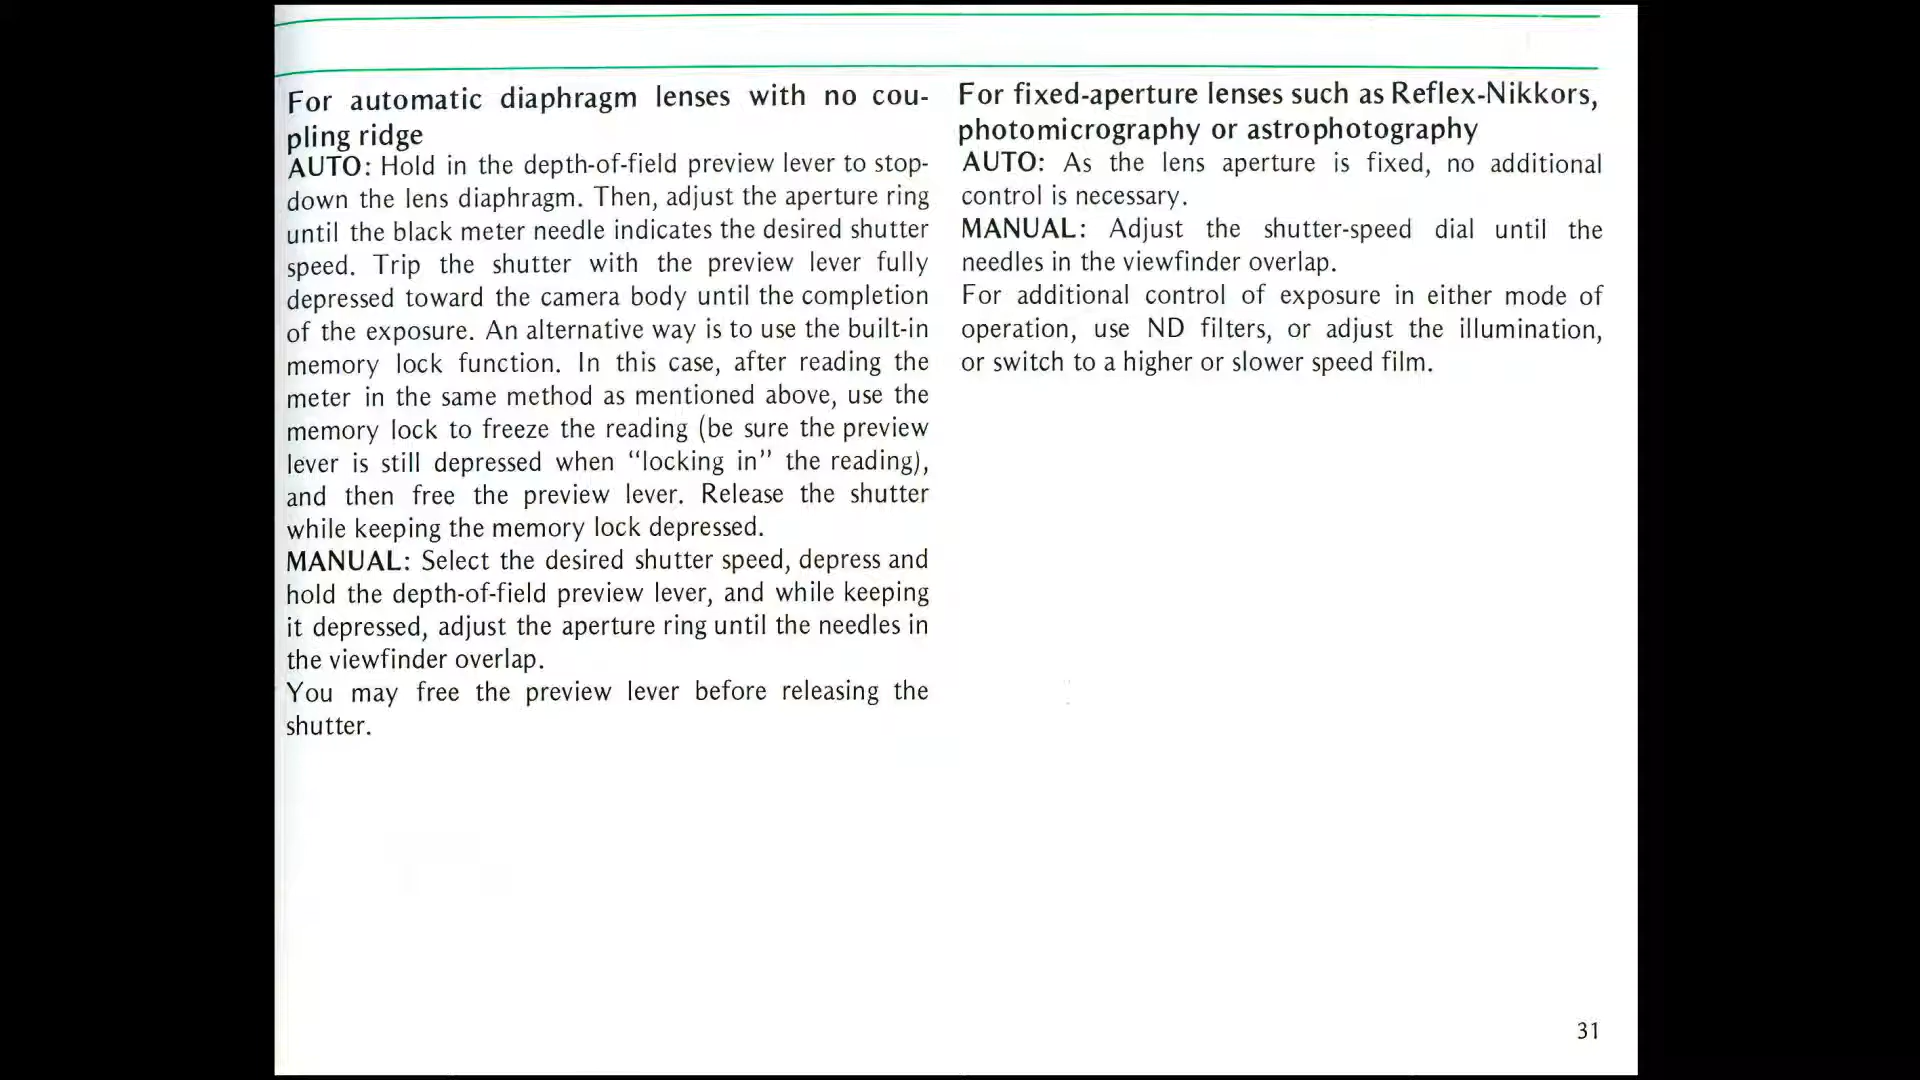 For automatic diaphragm lenses with no cou-
pling ridge
AUTO: Hold in the depth-of-field preview lever to stop-
down the lens diaphragm. Then, adjust the aperture ring
until the black meter needle indicates the desired shutter
speed. Trip the shutter with the preview lever fully
depressed toward the camera body until the completion
of the exposure. An alternative way is to use the built-in
memory lock function. In this case, after reading the
meter in the same method as mentioned above, use the
memory lock to freeze the reading (be sure the preview
lever is still depressed when “locking in” the reading),
and then free the preview lever. Release the shutter
while keeping the memory lock depressed.
MANUAL: Select the desired shutter speed, depress and
hold the depth-of-field preview lever, and while keeping
it depressed, adjust the aperture ring until the needles in
the viewfinder overlap.
You may free the preview lever before releasing the
shutter.
For fixed-aperture lenses such as Reflex-Nikkors,
photomicrography or astrophotography
AUTO: As the lens aperture is fixed, no additional
control is necessary.
MANUAL: Adjust the shutter-speed dial until the
needles in the viewfinder overlap.
For additional control of exposure in either mode of
operation, use ND filters, or adjust the illumination,
or switch to a higher or slower speed film.
31